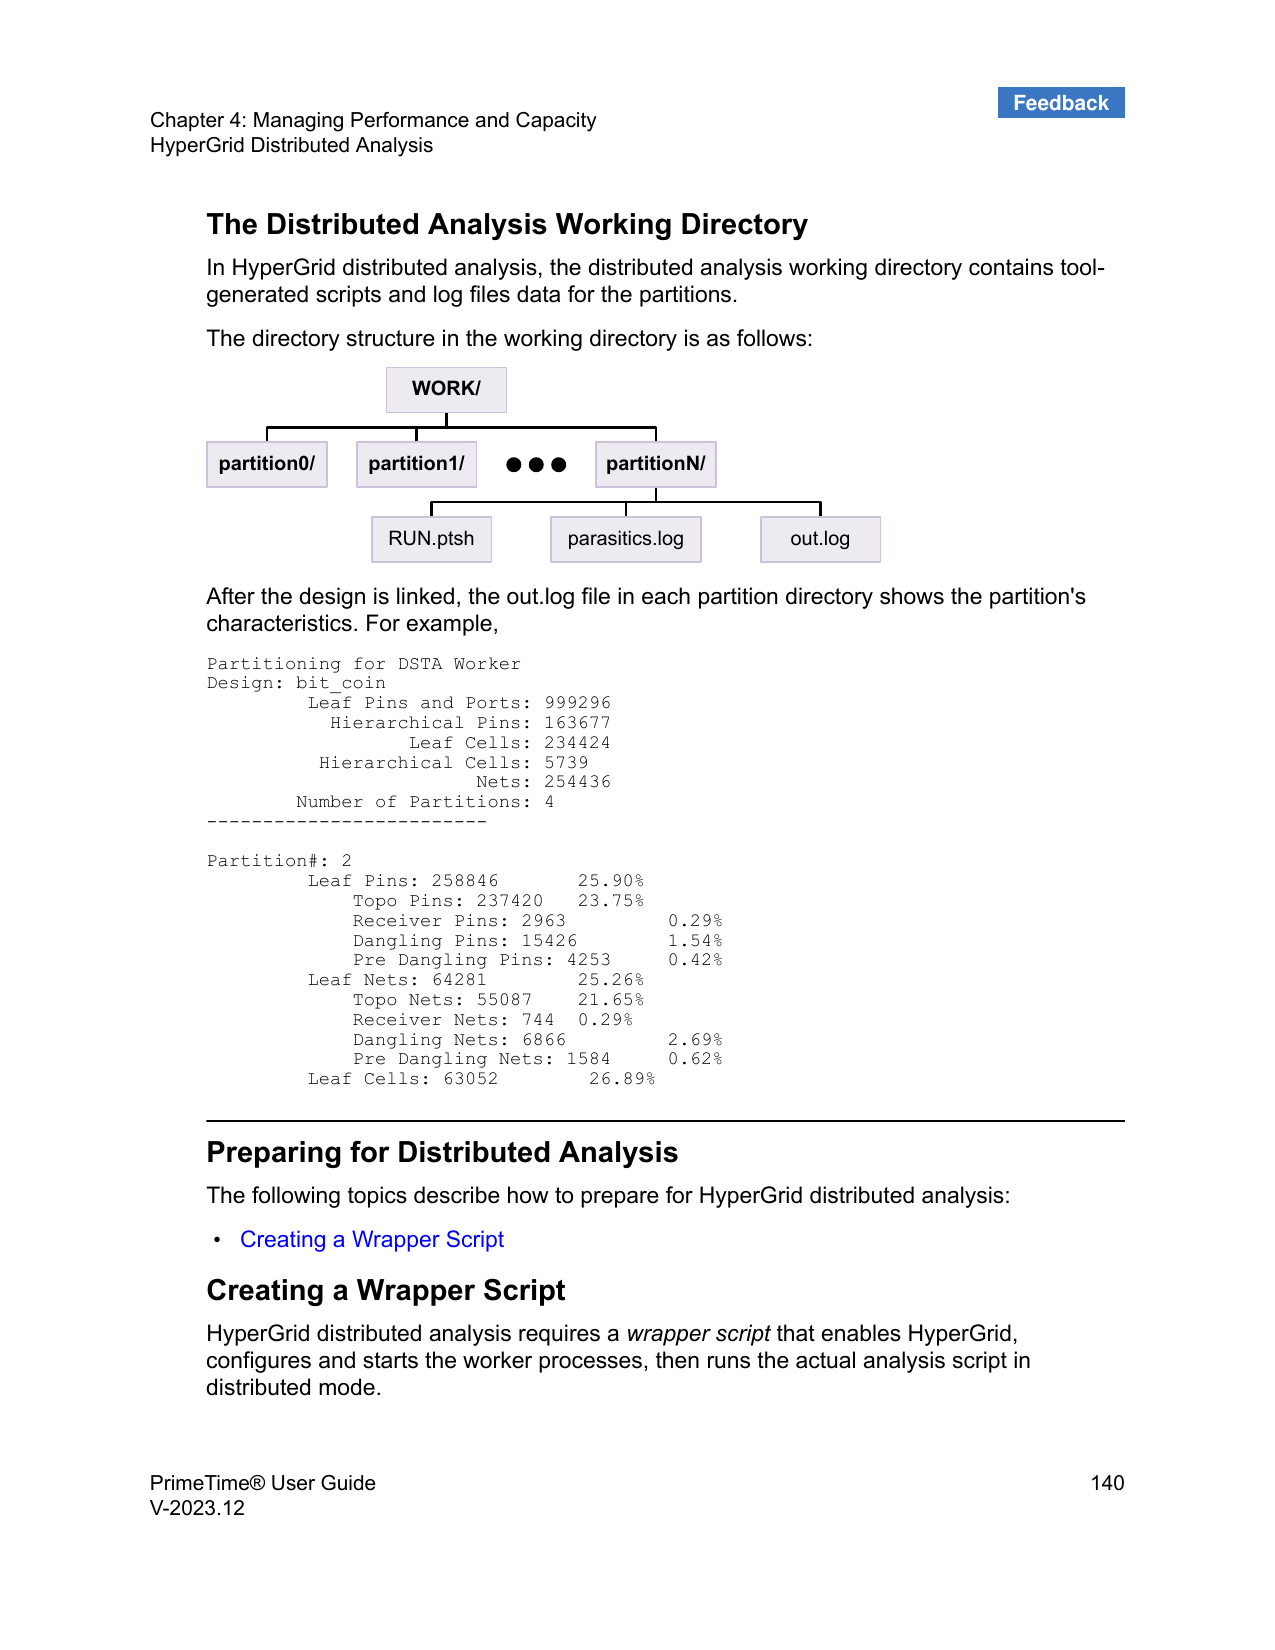 Feedback
Chapter 4: Managing Performance and Capacity
HyperGrid Distributed Analysis
The Distributed Analysis Working Directory
In HyperGrid distributed analysis, the distributed analysis working directory contains tool-
generated scripts and log files data for the partitions.
The directory structure in the working directory is as follows:
WORK/
partition0/ partition1/ ●●● partitionN/
RUN.ptsh parasitics.log out.log
After the design is linked, the out.log file in each partition directory shows the partition's
characteristics. For example,
Partitioning for DSTA Worker
Design: bit_coin
Leaf Pins and Ports: 999296
Hierarchical Pins: 163677
Leaf Cells: 234424
Hierarchical Cells: 5739
Nets: 254436
Number of Partitions: 4
-------------------------
Partition#: 2
Leaf Pins: 258846 25.90%
Topo Pins: 237420 23.75%
Receiver Pins: 2963 0.29%
Dangling Pins: 15426 1.54%
Pre Dangling Pins: 4253 0.42%
Leaf Nets: 64281 25.26%
Topo Nets: 55087 21.65%
Receiver Nets: 744 0.29%
Dangling Nets: 6866 2.69%
Pre Dangling Nets: 1584 0.62%
Leaf Cells: 63052 26.89%
Preparing for Distributed Analysis
The following topics describe how to prepare for HyperGrid distributed analysis:
• Creating a Wrapper Script
Creating a Wrapper Script
HyperGrid distributed analysis requires a wrapper script that enables HyperGrid,
configures and starts the worker processes, then runs the actual analysis script in
distributed mode.
PrimeTime® User Guide 140
V-2023.12